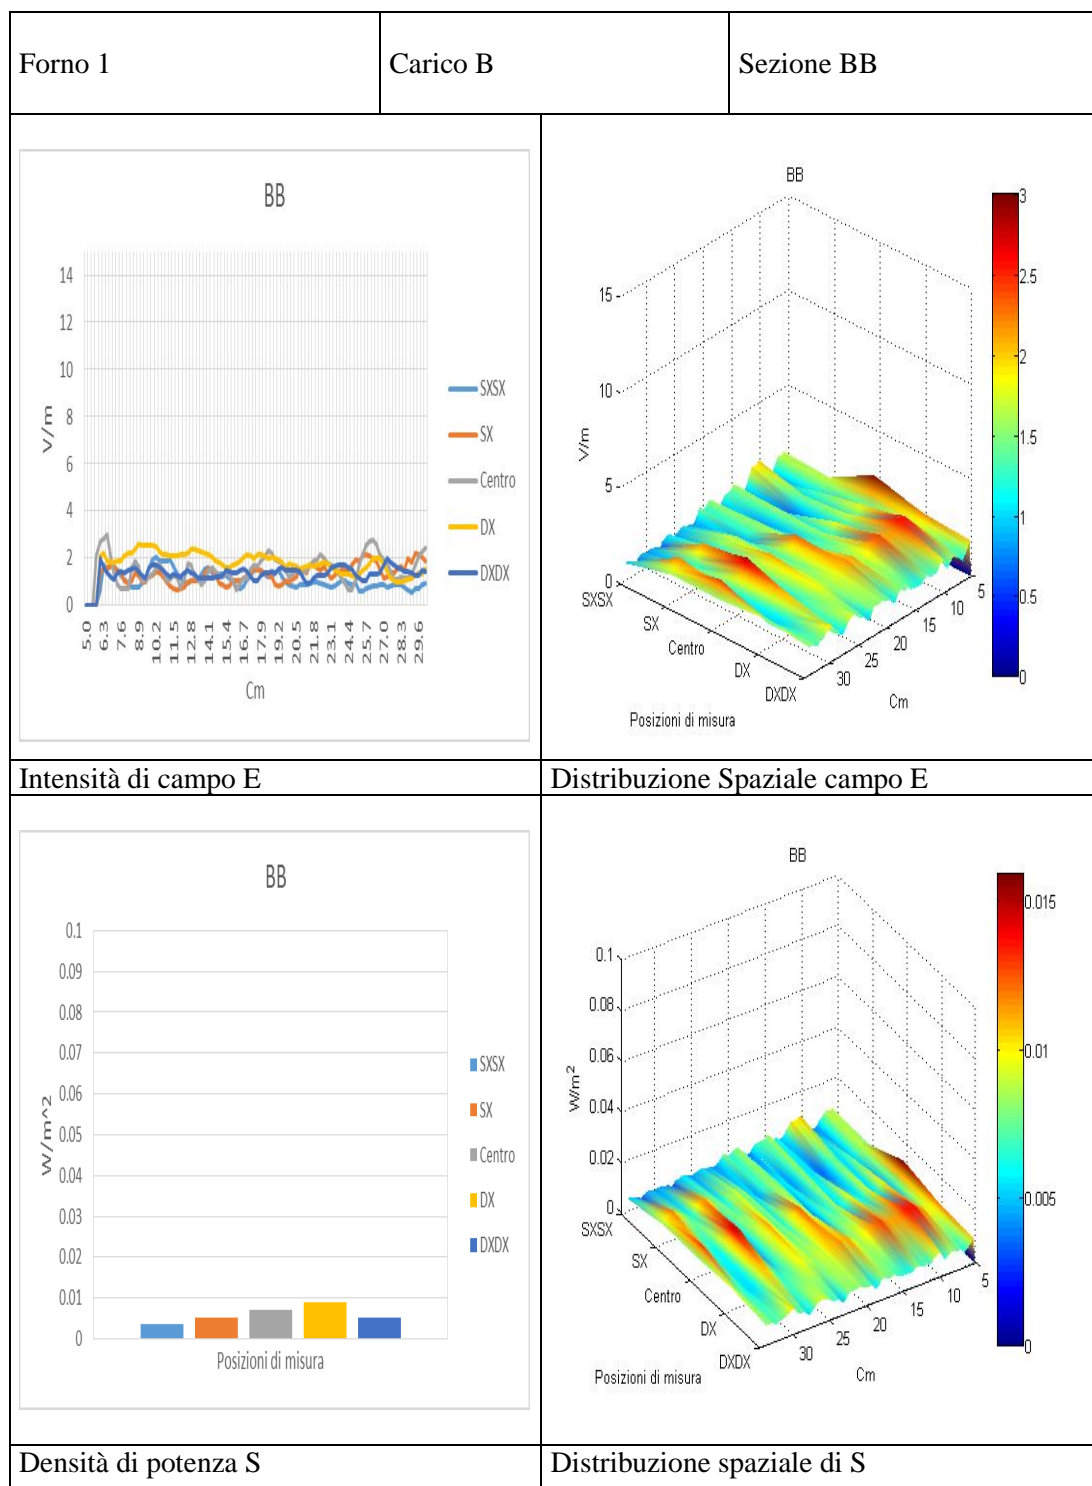 Forno 1
Carico B
Sezione BB
BB
14
12
10
8
6
4
2
0
V/m
5.0 6.3 7.6 8.9 10.2 11.5 12.8 14.1 15.4 16.7 17.9 19.2 20.5 21.8 23.1 24.4 25.7 27.0 28.3 29.6
Cm
SXSX
SX
Centro
DX
DXDX
BB
15
10
5
0
V/m
SXSX
SX
Centro
DX
DXDX
Posizioni di misura
30 25 20 15 10 5
Cm
3
2.5
2
1.5
1
0.5
0
Intensità di campo E
Distribuzione Spaziale campo E
BB
0.1
0.09
0.08
0.07
0.06
0.05
0.04
0.03
0.02
0.01
0
W/m^2
Posizioni di misura
SXSX
SX
Centro
DX
DXDX
BB
0.1
0.08
0.06
0.04
0.02
0
W/m²
SXSX
SX
Centro
DX
DXDX
Posizioni di misura
30 25 20 15 10 5
Cm
0.015
0.01
0.005
0
Densità di potenza S
Distribuzione spaziale di S